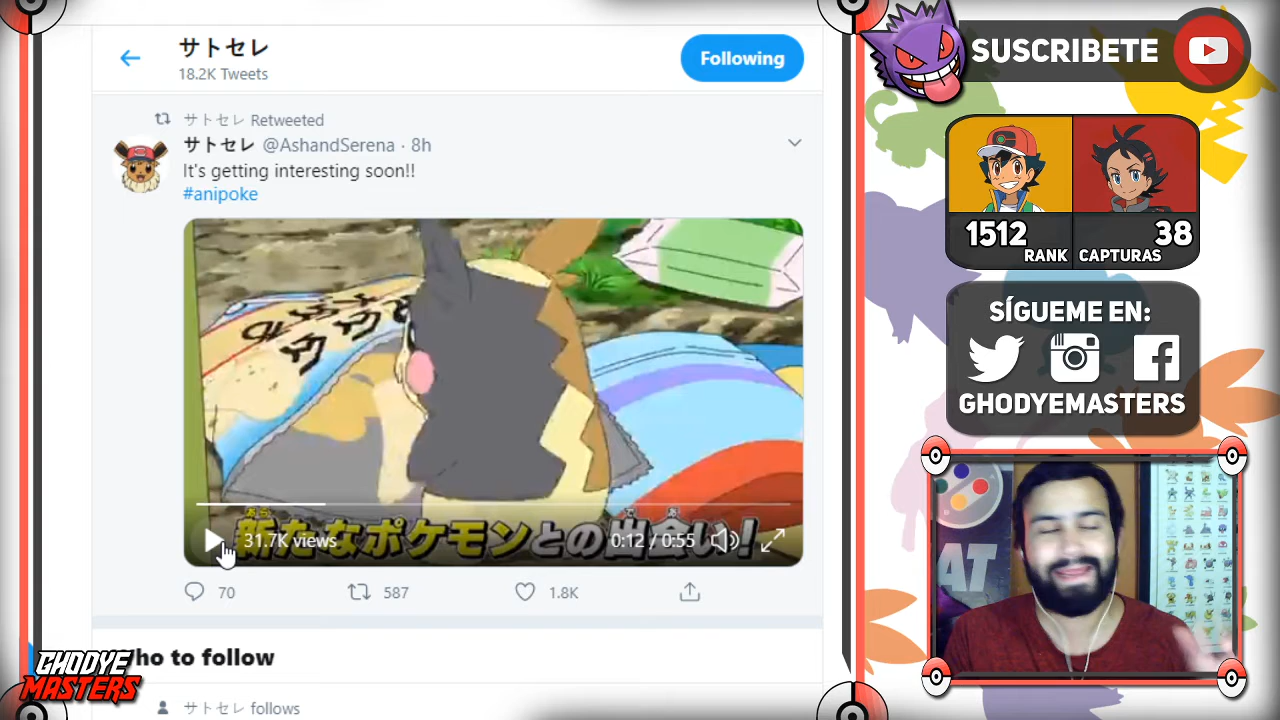 サトセレ
18.2K Tweets
Following
サトセレ Retweeted
サトセレ @AshandSerena · 8h
It's getting interesting soon!!
#anipoke
新たなポケモンとの出会い!
31.7K views
0:12 / 0:55
70
587
1.8K
ho to follow
サトセレ follows
GHODYE
MASTERS
SUSCRIBETE
1512
RANK
38
CAPTURAS
SÍGUEME EN:
GHODYEMASTERS